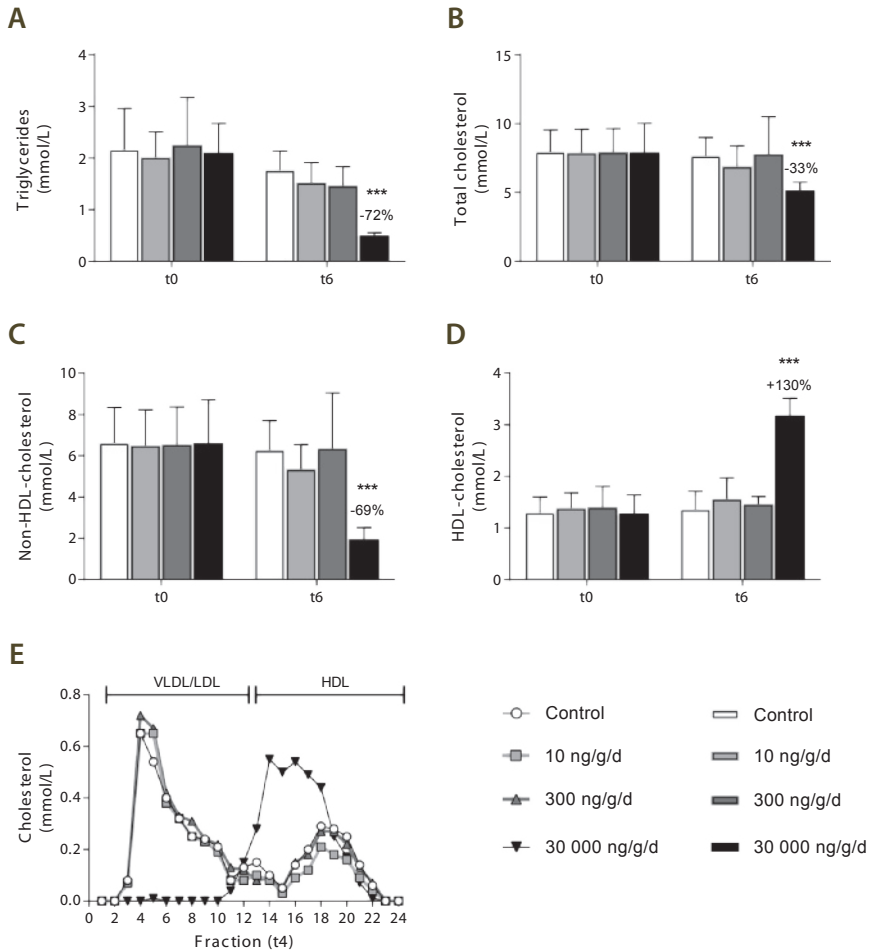 A
Triglycerides
(mmol/L)
4
3
2
1
0
***
-72%
t0
t6
B
Total cholesterol
(mmol/L)
15
10
5
0
***
-33%
t0
t6
C
Non-HDL-cholesterol
(mmol/L)
10
8
6
4
2
0
***
-69%
t0
t6
D
HDL-cholesterol
(mmol/L)
4
3
2
1
0
***
+130%
t0
t6
E
Cholesterol
(mmol/L)
0.8
0.6
0.4
0.2
0.0
VLDL/LDL
HDL
0 2 4 6 8 10 12 14 16 18 20 22 24
Fraction (t4)
Control
10 ng/g/d
300 ng/g/d
30 000 ng/g/d
Control
10 ng/g/d
300 ng/g/d
30 000 ng/g/d